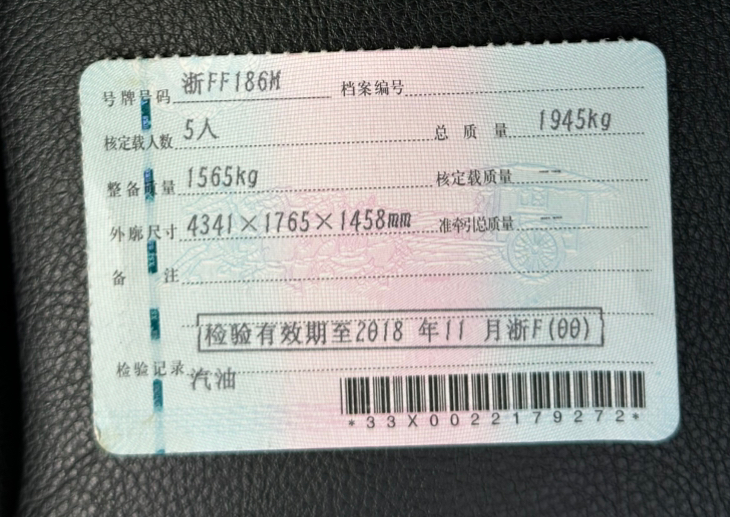 号牌号码 浙FF186M 档案编号
核定载人数 5人 总质量 1945kg
整备质量 1565kg 核定载质量 --
外廓尺寸 4341×1765×1458mm 准牵引总质量 --
备注
检验有效期至2018 年11 月浙F(00)
检验记录 汽油
*33X0022179272*